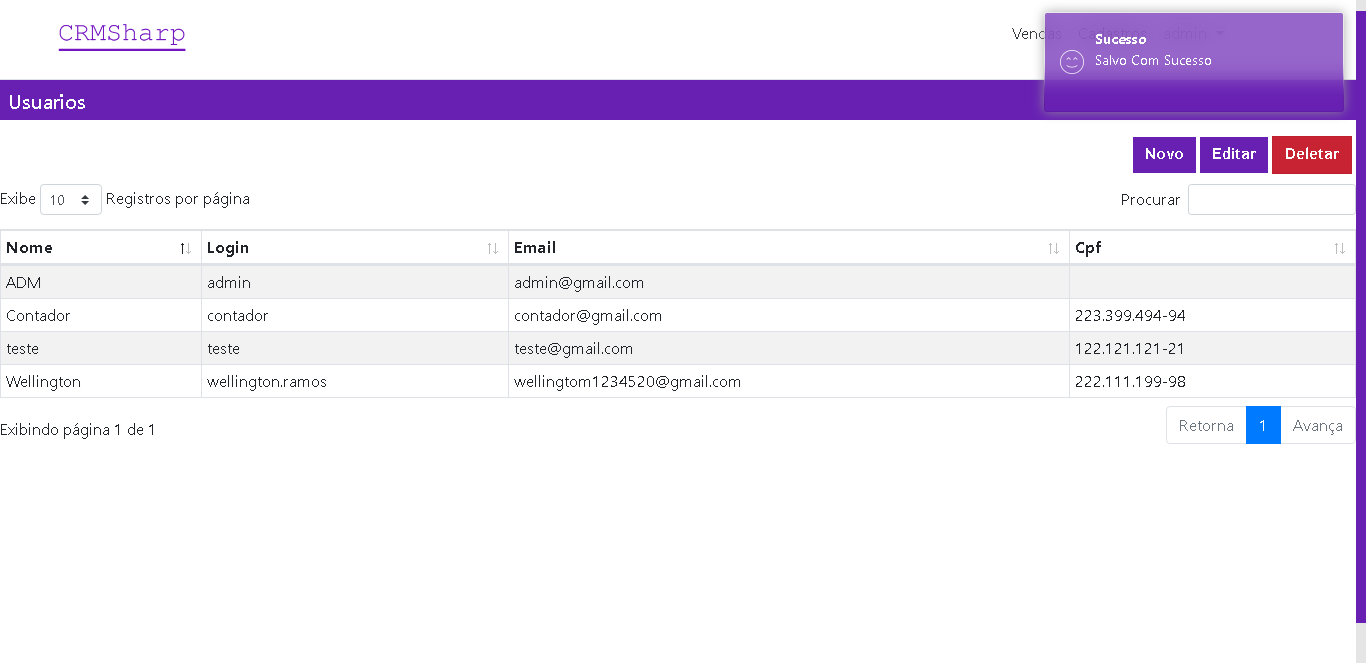 CRMSharp
Vendas Cadastros admin
Sucesso
Salvo Com Sucesso
Usuarios
Novo Editar Deletar
Exibe 10 Registros por página
Procurar
Nome Login Email Cpf
ADM admin admin@gmail.com
Contador contador contador@gmail.com 223.399.494-94
teste teste teste@gmail.com 122.121.121-21
Wellington wellington.ramos wellingtom1234520@gmail.com 222.111.199-98
Exibindo página 1 de 1
Retorna 1 Avança